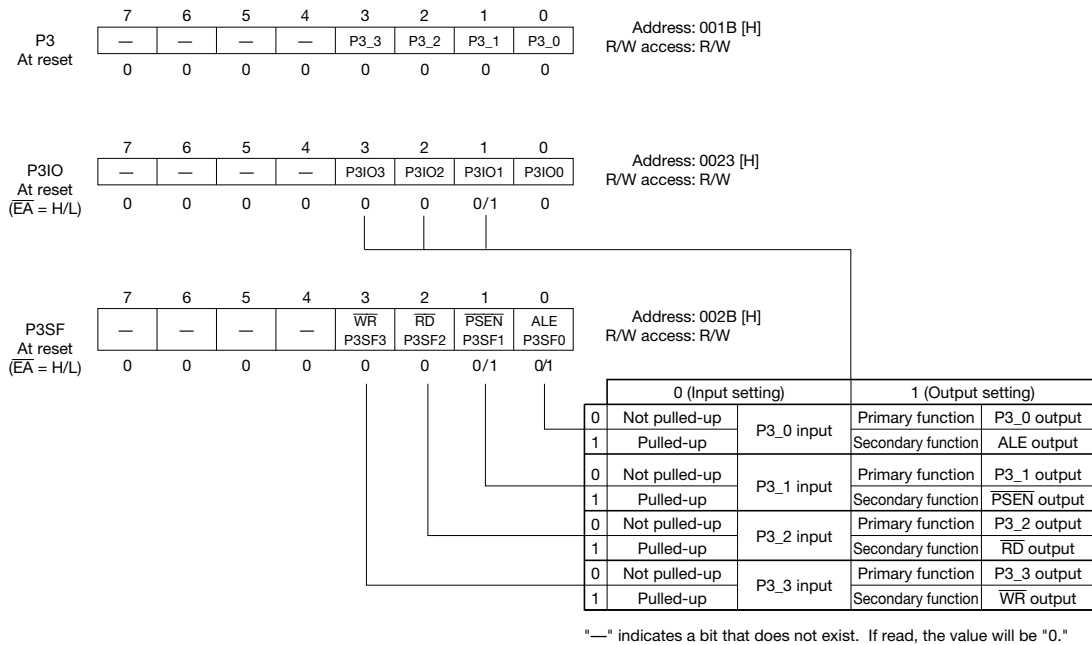 7 6 5 4 3 2 1 0
P3 — — — — P3_3 P3_2 P3_1 P3_0
At reset 0 0 0 0 0 0 0 0
Address: 001B [H]
R/W access: R/W
7 6 5 4 3 2 1 0
P3IO — — — — P3IO3 P3IO2 P3IO1 P3IO0
At reset
(E̅A̅ = H/L) 0 0 0 0 0 0 0/1 0
Address: 0023 [H]
R/W access: R/W
7 6 5 4 3 2 1 0
P3SF — — — — W̅R̅ R̅D̅ P̅S̅E̅N̅ ALE
P3SF3 P3SF2 P3SF1 P3SF0
At reset
(E̅A̅ = H/L) 0 0 0 0 0 0 0/1 0/1
Address: 002B [H]
R/W access: R/W
0 (Input setting) 1 (Output setting)
0 Not pulled-up P3_0 input Primary function P3_0 output
1 Pulled-up Secondary function ALE output
0 Not pulled-up P3_1 input Primary function P3_1 output
1 Pulled-up Secondary function P̅S̅E̅N̅ output
0 Not pulled-up P3_2 input Primary function P3_2 output
1 Pulled-up Secondary function R̅D̅ output
0 Not pulled-up P3_3 input Primary function P3_3 output
1 Pulled-up Secondary function W̅R̅ output
"—" indicates a bit that does not exist. If read, the value will be "0."